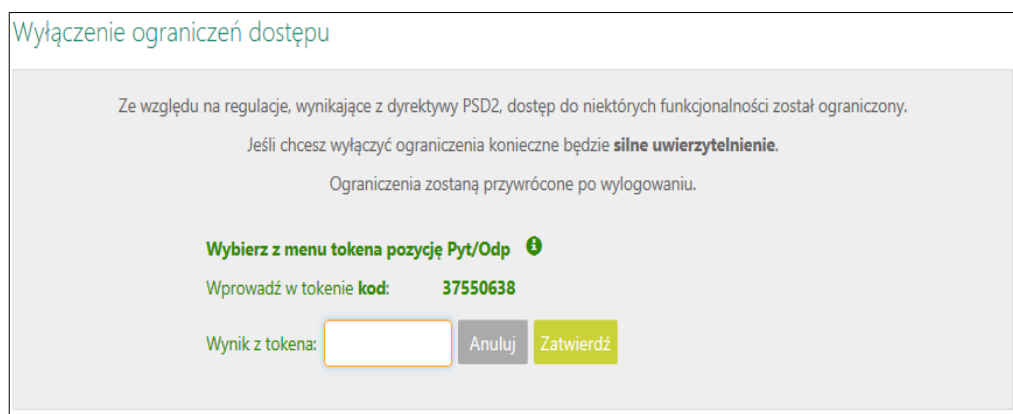 Wyłączenie ograniczeń dostępu
Ze względu na regulacje, wynikające z dyrektywy PSD2, dostęp do niektórych funkcjonalności został ograniczony.
Jeśli chcesz wyłączyć ograniczenia konieczne będzie silne uwierzytelnienie.
Ograniczenia zostaną przywrócone po wylogowaniu.
Wybierz z menu tokena pozycję Pyt/Odp
Wprowadź w tokenie kod: 37550638
Wynik z tokena: Anuluj Zatwierdź